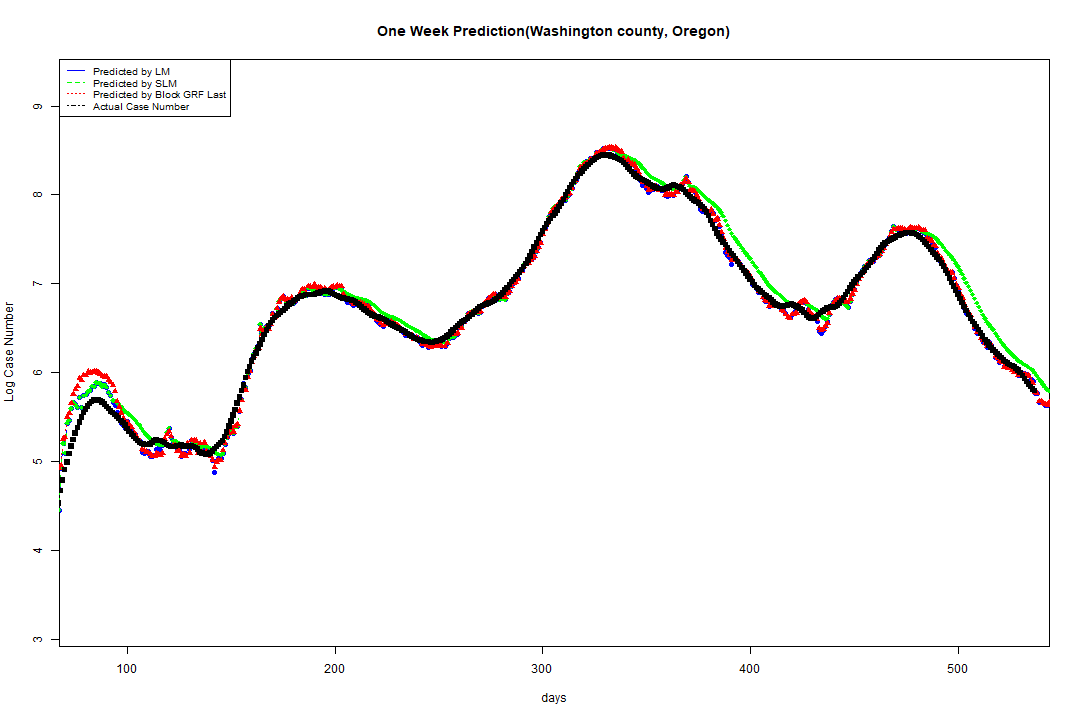 One Week Prediction(Washington county, Oregon)
Predicted by LM
Predicted by SLM
Predicted by Block GRF Last
Actual Case Number
9
8
7
6
5
4
3
Log Case Number
100 200 300 400 500
days